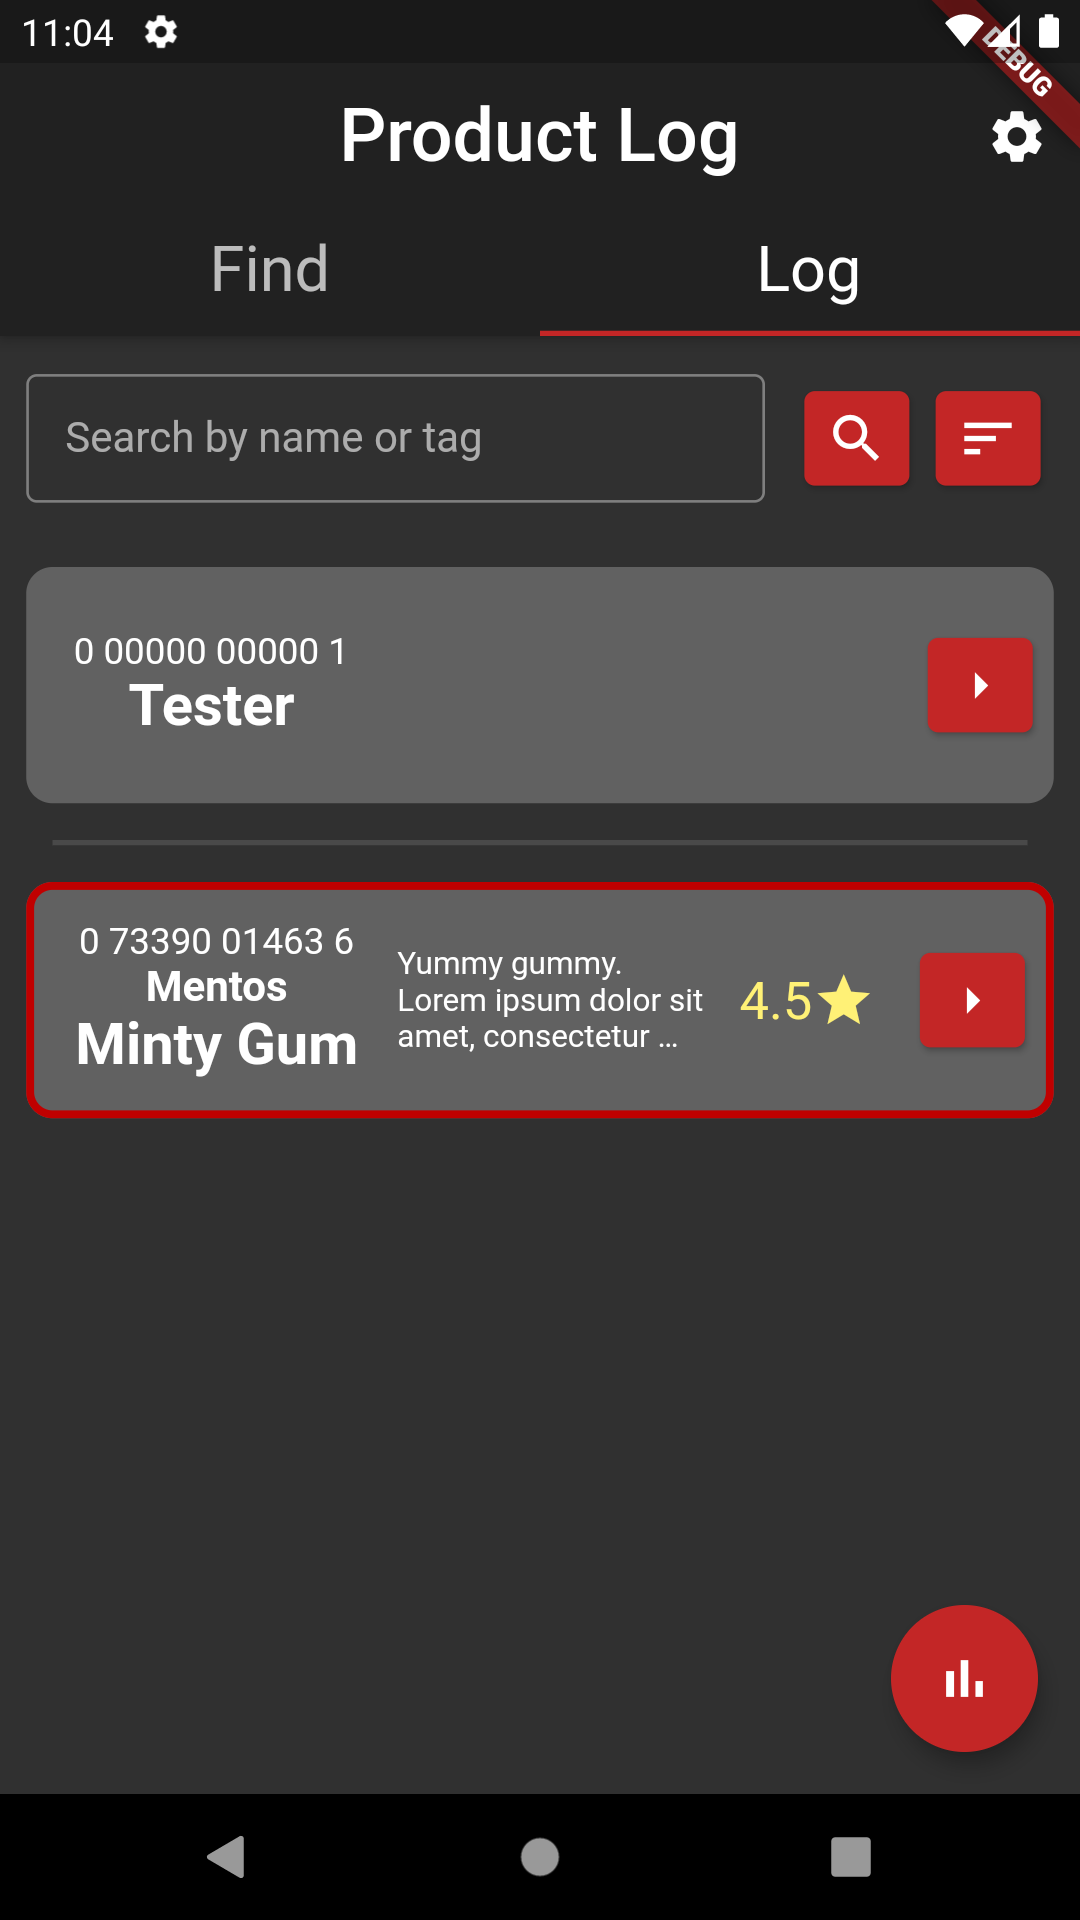 11:04
DEBUG
Product Log
Find
Log
Search by name or tag
0 00000 00000 1
Tester
0 73390 01463 6
Mentos
Minty Gum
Yummy gummy.
Lorem ipsum dolor sit
amet, consectetur ...
4.5